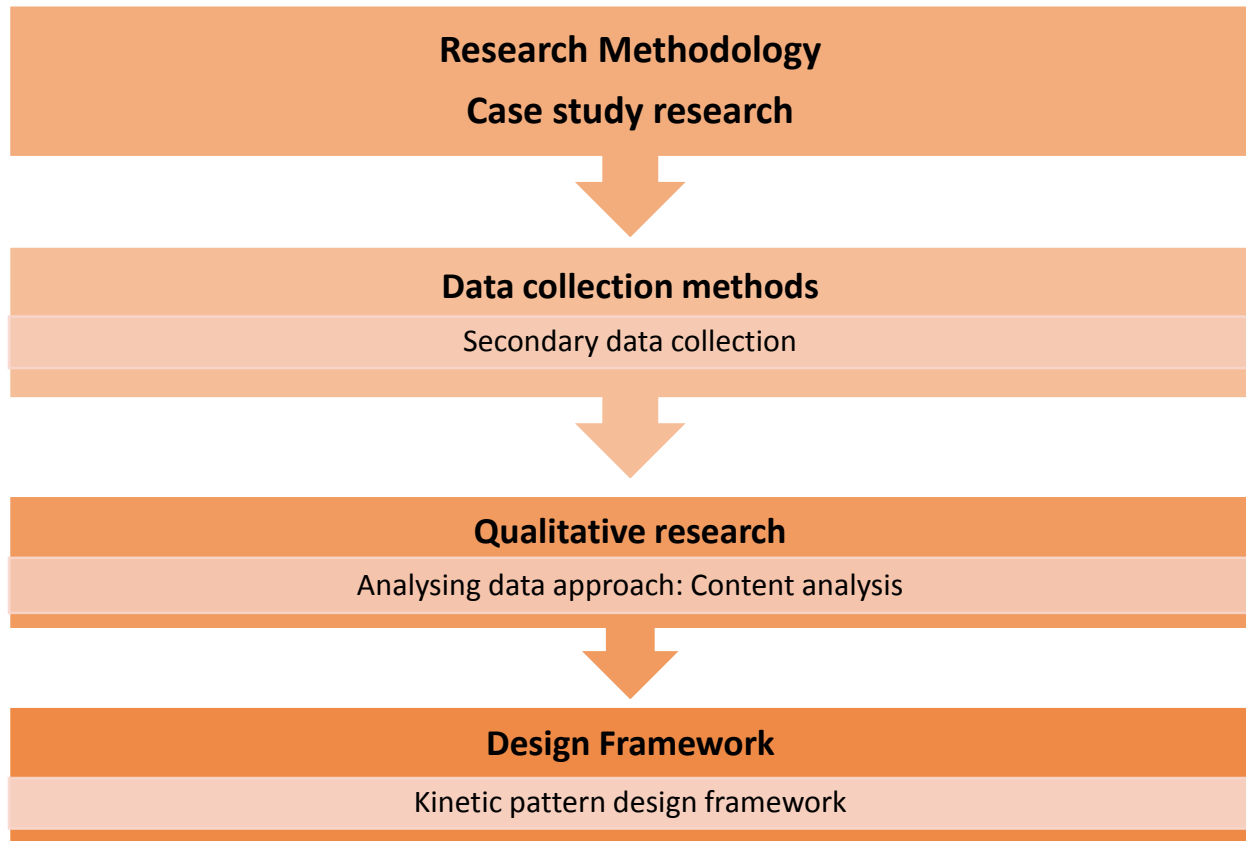 Research Methodology
Case study research
Data collection methods
Secondary data collection
Qualitative research
Analysing data approach: Content analysis
Design Framework
Kinetic pattern design framework